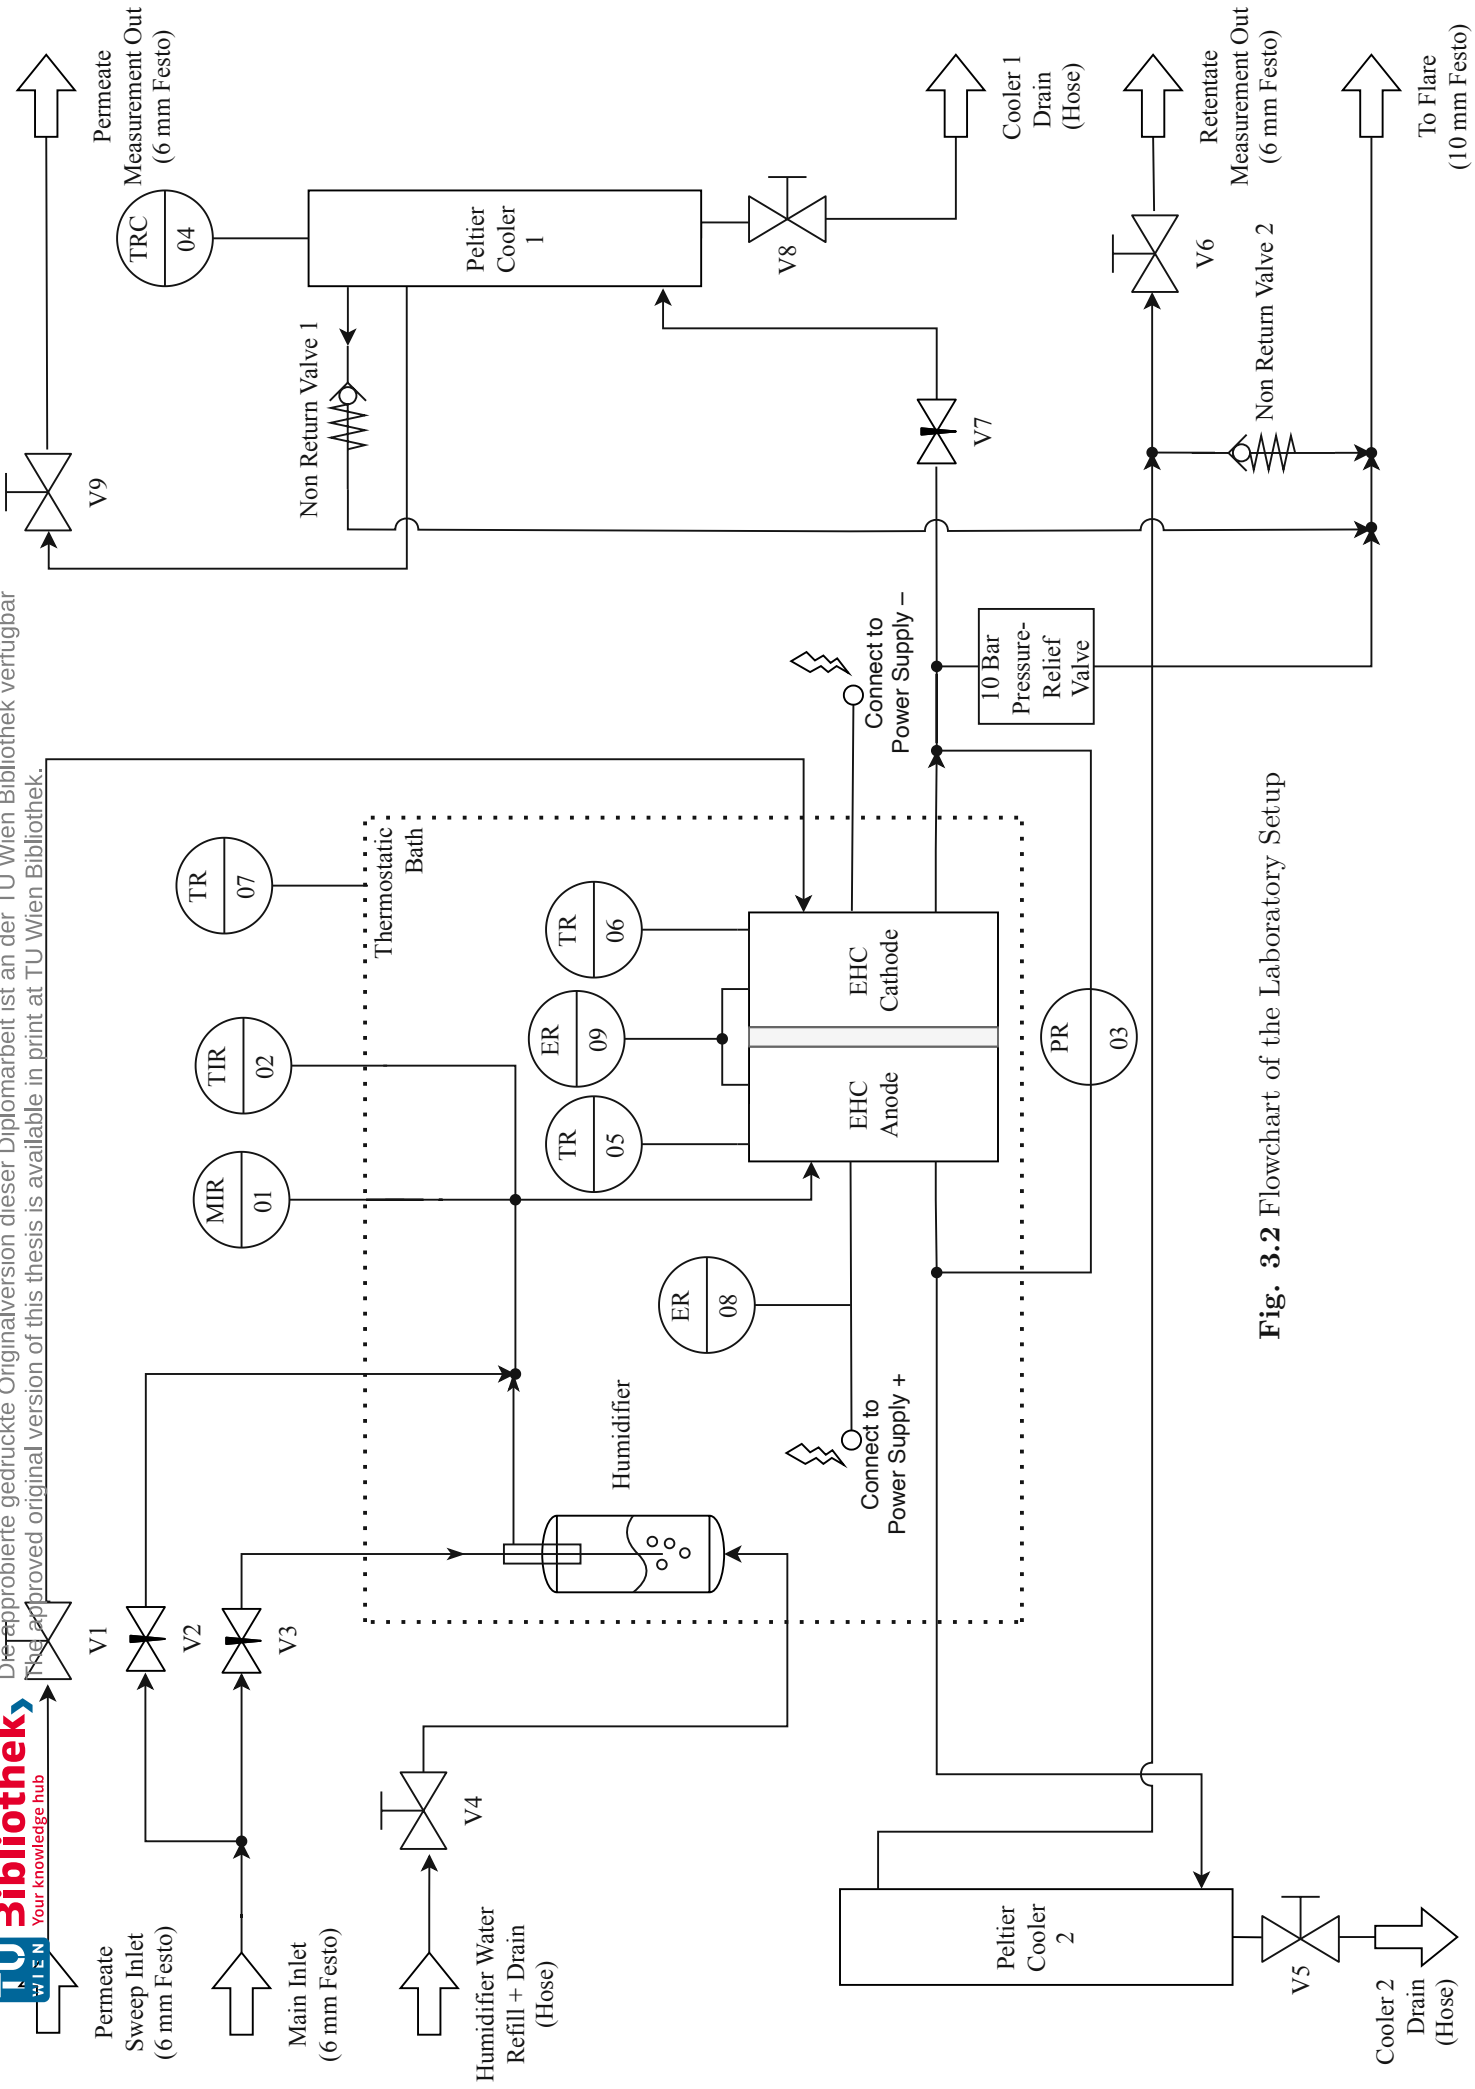 Die approbierte gedruckte Originalversion dieser Diplomarbeit ist an der TU Wien Bibliothek verfügbar
The approved original version of this thesis is available in print at TU Wien Bibliothek.
TU
WIEN
Bibliothek
Your knowledge hub
Permeate
Sweep Inlet
(6 mm Festo)
V1
Main Inlet
(6 mm Festo)
V2
V3
Humidifier Water
Refill + Drain
(Hose)
V4
Humidifier
Thermostatic
Bath
MIR
01
TIR
02
TR
07
TR
05
ER
09
TR
06
ER
08
EHC
Anode
EHC
Cathode
Connect to
Power Supply +
Connect to
Power Supply –
PR
03
10 Bar
Pressure-
Relief
Valve
Peltier
Cooler
2
V5
Cooler 2
Drain
(Hose)
V9
Permeate
Measurement Out
(6 mm Festo)
TRC
04
Non Return Valve 1
Peltier
Cooler
1
V8
Cooler 1
Drain
(Hose)
V7
V6
Retentate
Measurement Out
(6 mm Festo)
Non Return Valve 2
To Flare
(10 mm Festo)
Fig. 3.2 Flowchart of the Laboratory Setup